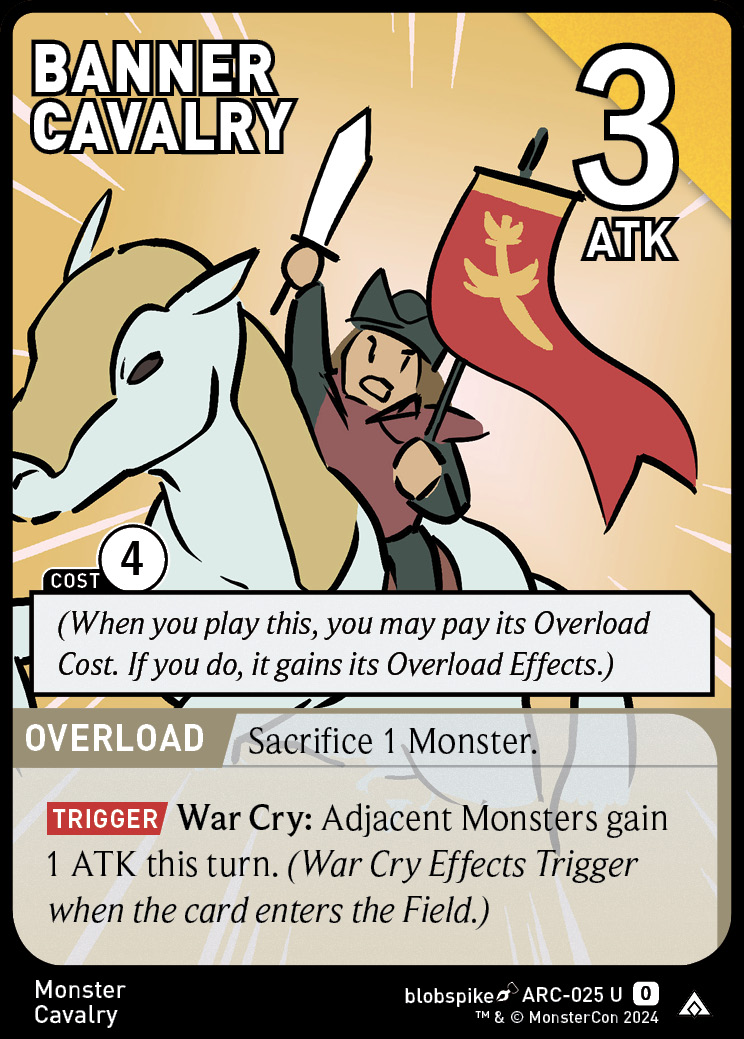 BANNER
CAVALRY
3
ATK
COST 4
(When you play this, you may pay its Overload
Cost. If you do, it gains its Overload Effects.)
OVERLOAD Sacrifice 1 Monster.
TRIGGER War Cry: Adjacent Monsters gain
1 ATK this turn. (War Cry Effects Trigger
when the card enters the Field.)
Monster
Cavalry
blobspike ARC-025 U 0
™ & © MonsterCon 2024